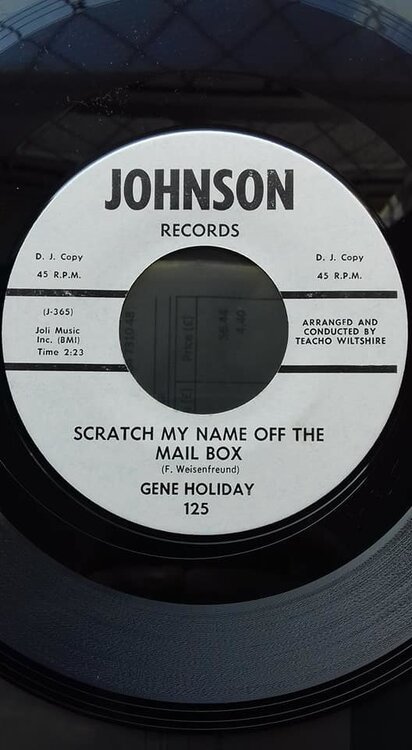 JOHNSON
RECORDS
D. J. Copy
45 R.P.M.
D. J. Copy
45 R.P.M.
(J-365)
Joli Music
Inc. (BMI)
Time 2:23
ARRANGED AND
CONDUCTED BY
TEACHO WILTSHIRE
Price (£)
SCRATCH MY NAME OFF THE
MAIL BOX
(F. Weisenfreund)
GENE HOLIDAY
125